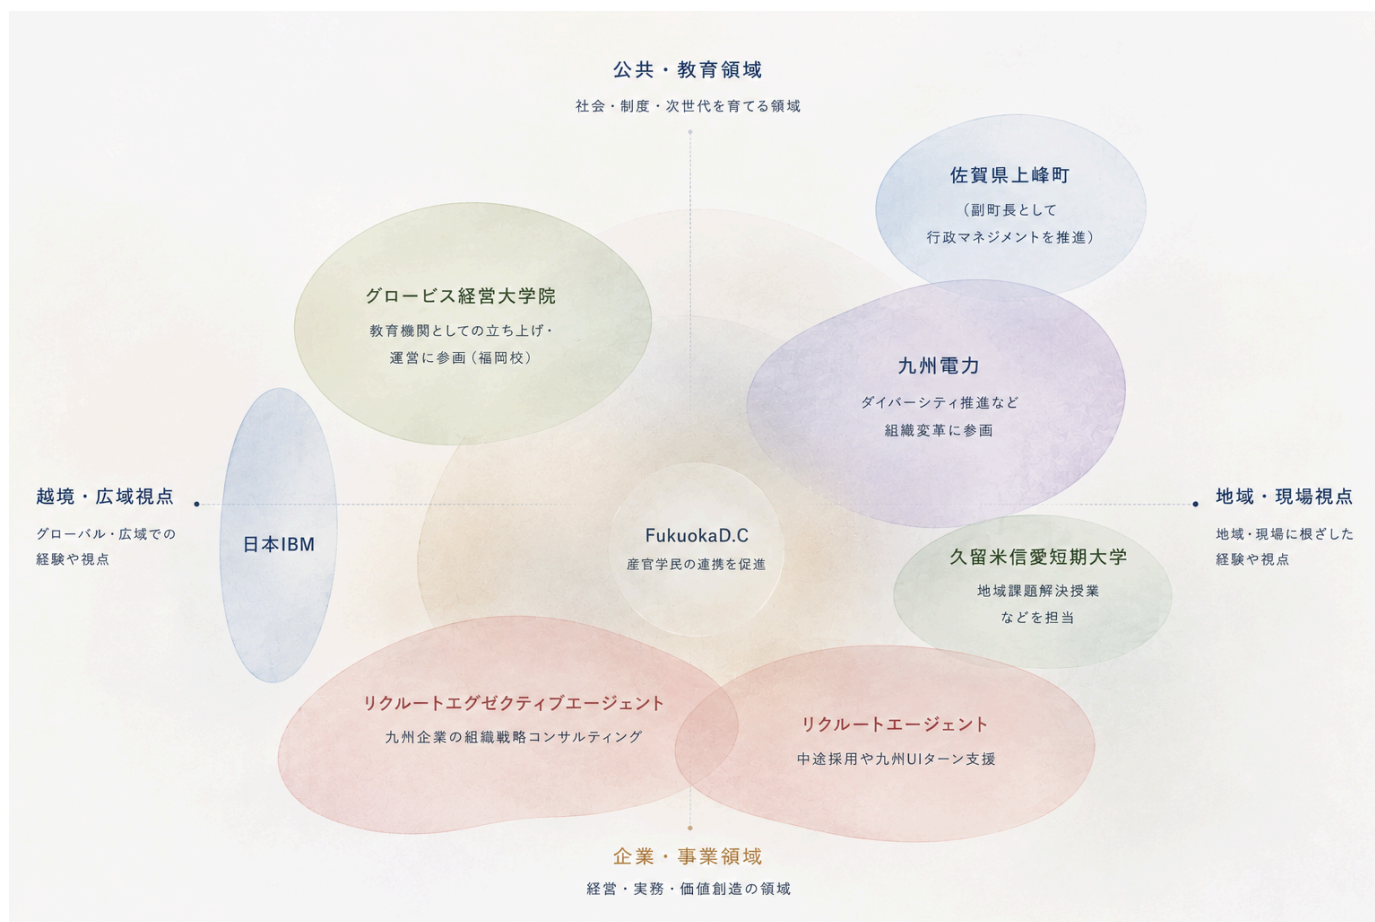 公共・教育領域
社会・制度・次世代を育てる領域
佐賀県上峰町
（副町長として
行政マネジメントを推進）
グロービス経営大学院
教育機関としての立ち上げ・
運営に参画（福岡校）
九州電力
ダイバーシティ推進など
組織変革に参画
越境・広域視点
グローバル・広域での
経験や視点
日本IBM
FukuokaD.C
産官学民の連携を促進
地域・現場視点
地域・現場に根ざした
経験や視点
久留米信愛短期大学
地域課題解決授業
などを担当
リクルートエグゼクティブエージェント
九州企業の組織戦略コンサルティング
リクルートエージェント
中途採用や九州UIターン支援
企業・事業領域
経営・実務・価値創造の領域